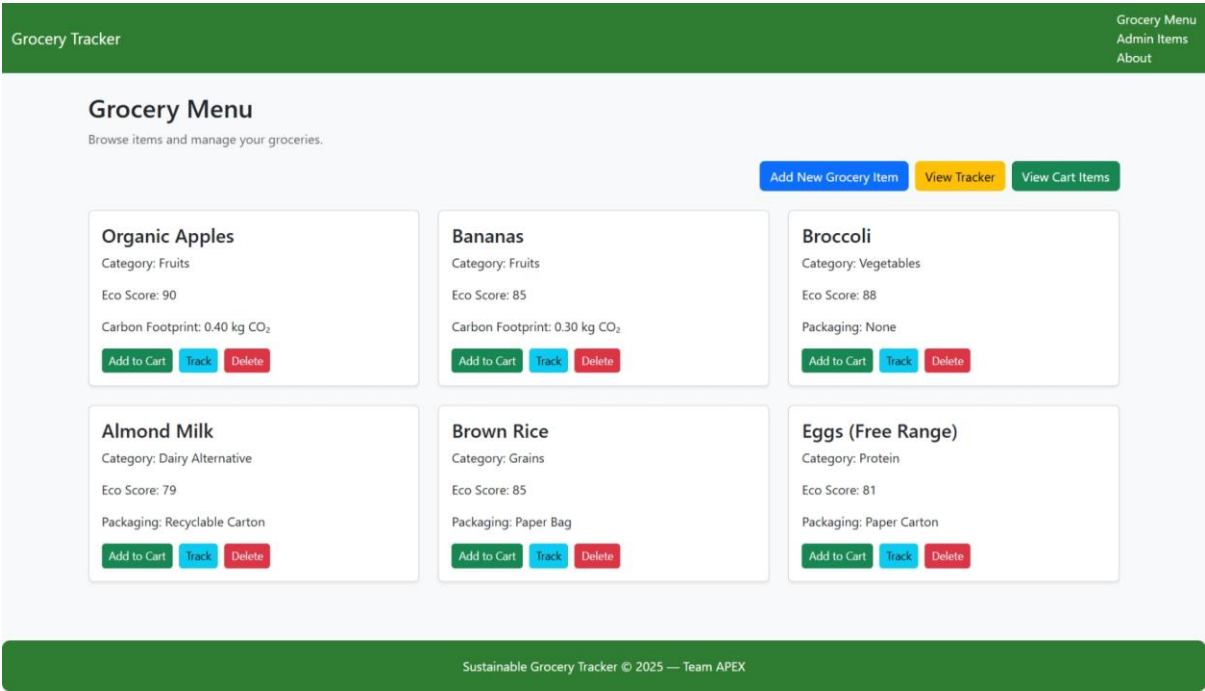 Grocery Tracker
Grocery Menu
Admin Items
About
Grocery Menu
Browse items and manage your groceries.
Add New Grocery Item
View Tracker
View Cart Items
Organic Apples
Category: Fruits
Eco Score: 90
Carbon Footprint: 0.40 kg CO₂
Add to Cart
Track
Delete
Bananas
Category: Fruits
Eco Score: 85
Carbon Footprint: 0.30 kg CO₂
Add to Cart
Track
Delete
Broccoli
Category: Vegetables
Eco Score: 88
Packaging: None
Add to Cart
Track
Delete
Almond Milk
Category: Dairy Alternative
Eco Score: 79
Packaging: Recyclable Carton
Add to Cart
Track
Delete
Brown Rice
Category: Grains
Eco Score: 85
Packaging: Paper Bag
Add to Cart
Track
Delete
Eggs (Free Range)
Category: Protein
Eco Score: 81
Packaging: Paper Carton
Add to Cart
Track
Delete
Sustainable Grocery Tracker © 2025 — Team APEX